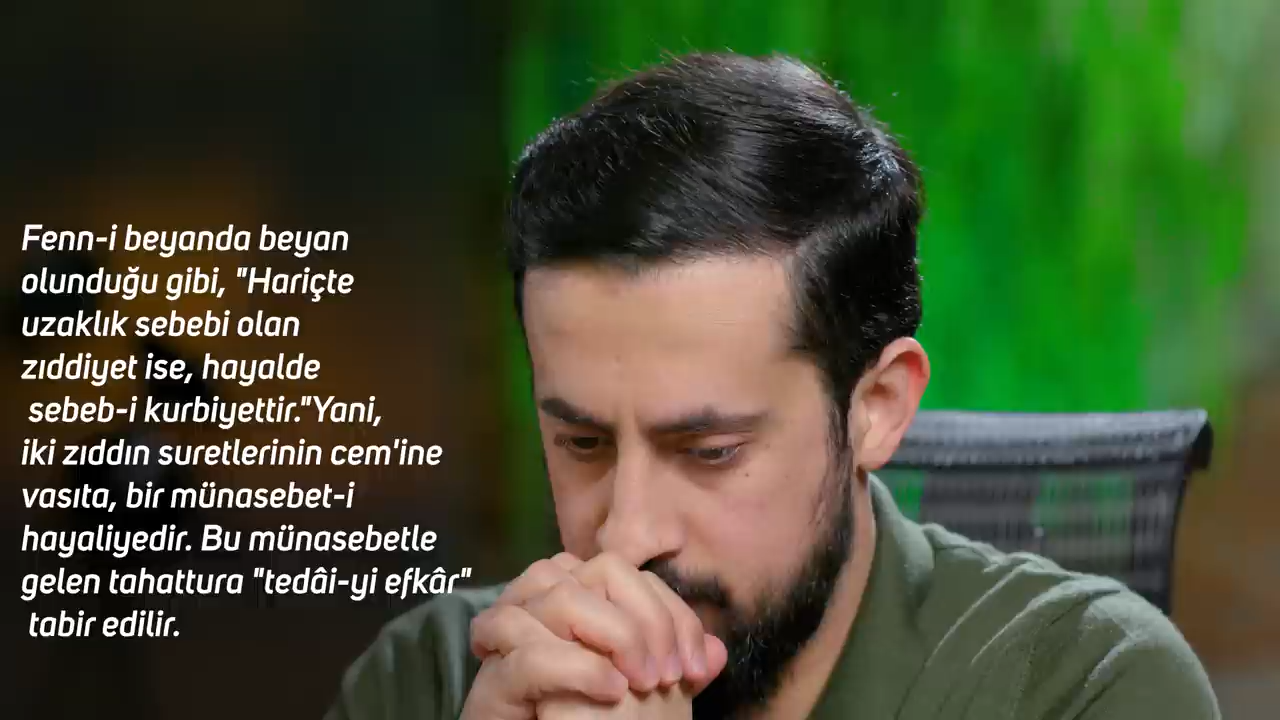 Fenn-i beyanda beyan
olunduğu gibi, "Hariçte
uzaklık sebebi olan
zıddiyet ise, hayalde
sebeb-i kurbiyettir."Yani,
iki zıddın suretlerinin cem'ine
vasıta, bir münasebet-i
hayaliyedir. Bu münasebetle
gelen tahattura "tedâi-yi efkâr"
tabir edilir.